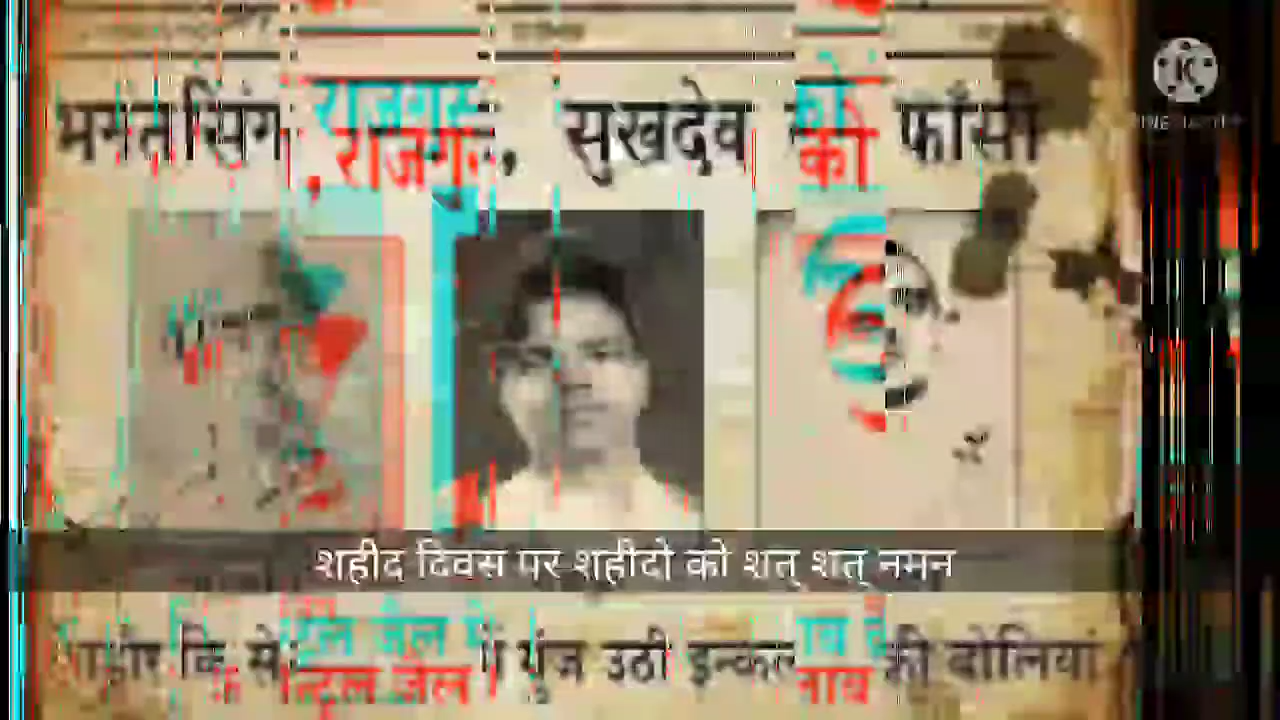 भगतसिंग, राजगुरु, सुखदेव को फाँसी
K
शहीद दिवस पर शहीदो को शत् शत् नमन
कि सेन्ट्रल जेल में गुंज उठी इन्कलाब की बोलियां